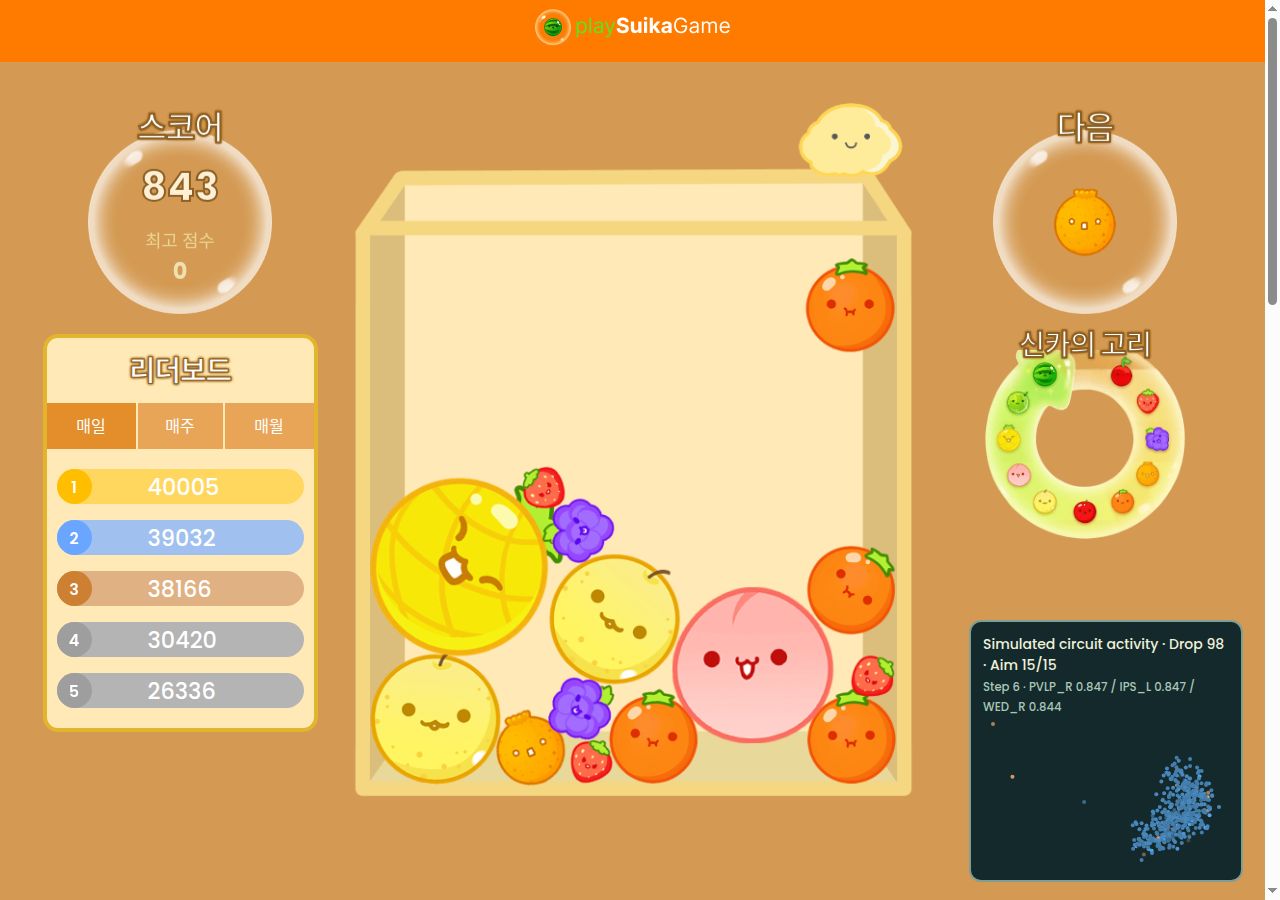 playSuikaGame
스코어
843
최고 점수
0
리더보드
매일 매주 매월
1 40005
2 39032
3 38166
4 30420
5 26336
다음
신카의 고리
Simulated circuit activity · Drop 98
· Aim 15/15
Step 6 · PVLP_R 0.847 / IPS_L 0.847 /
WED_R 0.844